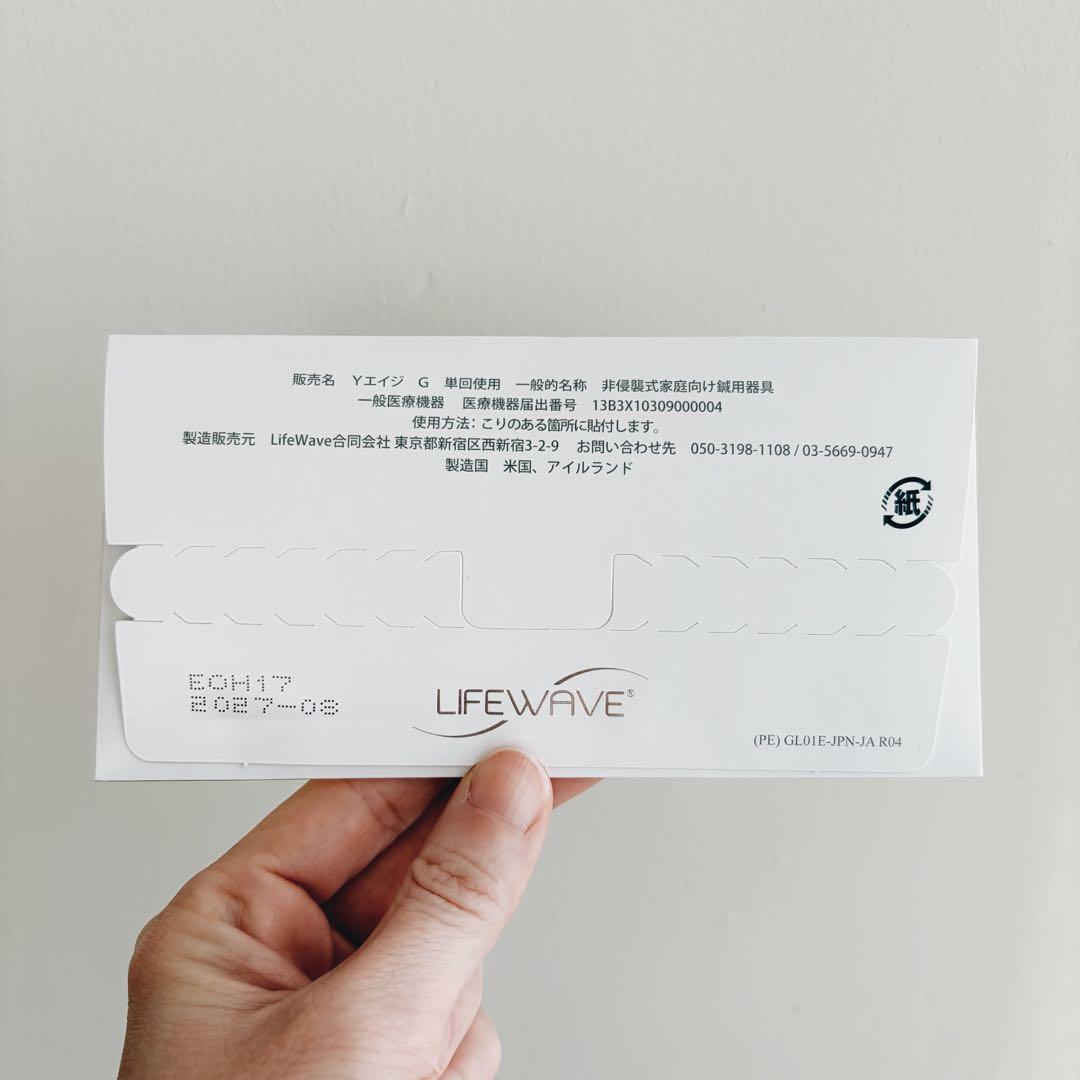 販売名　Yエイジ　G　単回使用　一般的名称　非侵襲式家庭向け鍼用器具
一般医療機器　医療機器届出番号　13B3X10309000004
使用方法：こりのある箇所に貼付します。
製造販売元　LifeWave合同会社 東京都新宿区西新宿3-2-9　お問い合わせ先　050-3198-1108 / 03-5669-0947
製造国　米国、アイルランド
紙
EOH17
2027-08
LIFEWAVE®
(PE) GL01E-JPN-JA R04